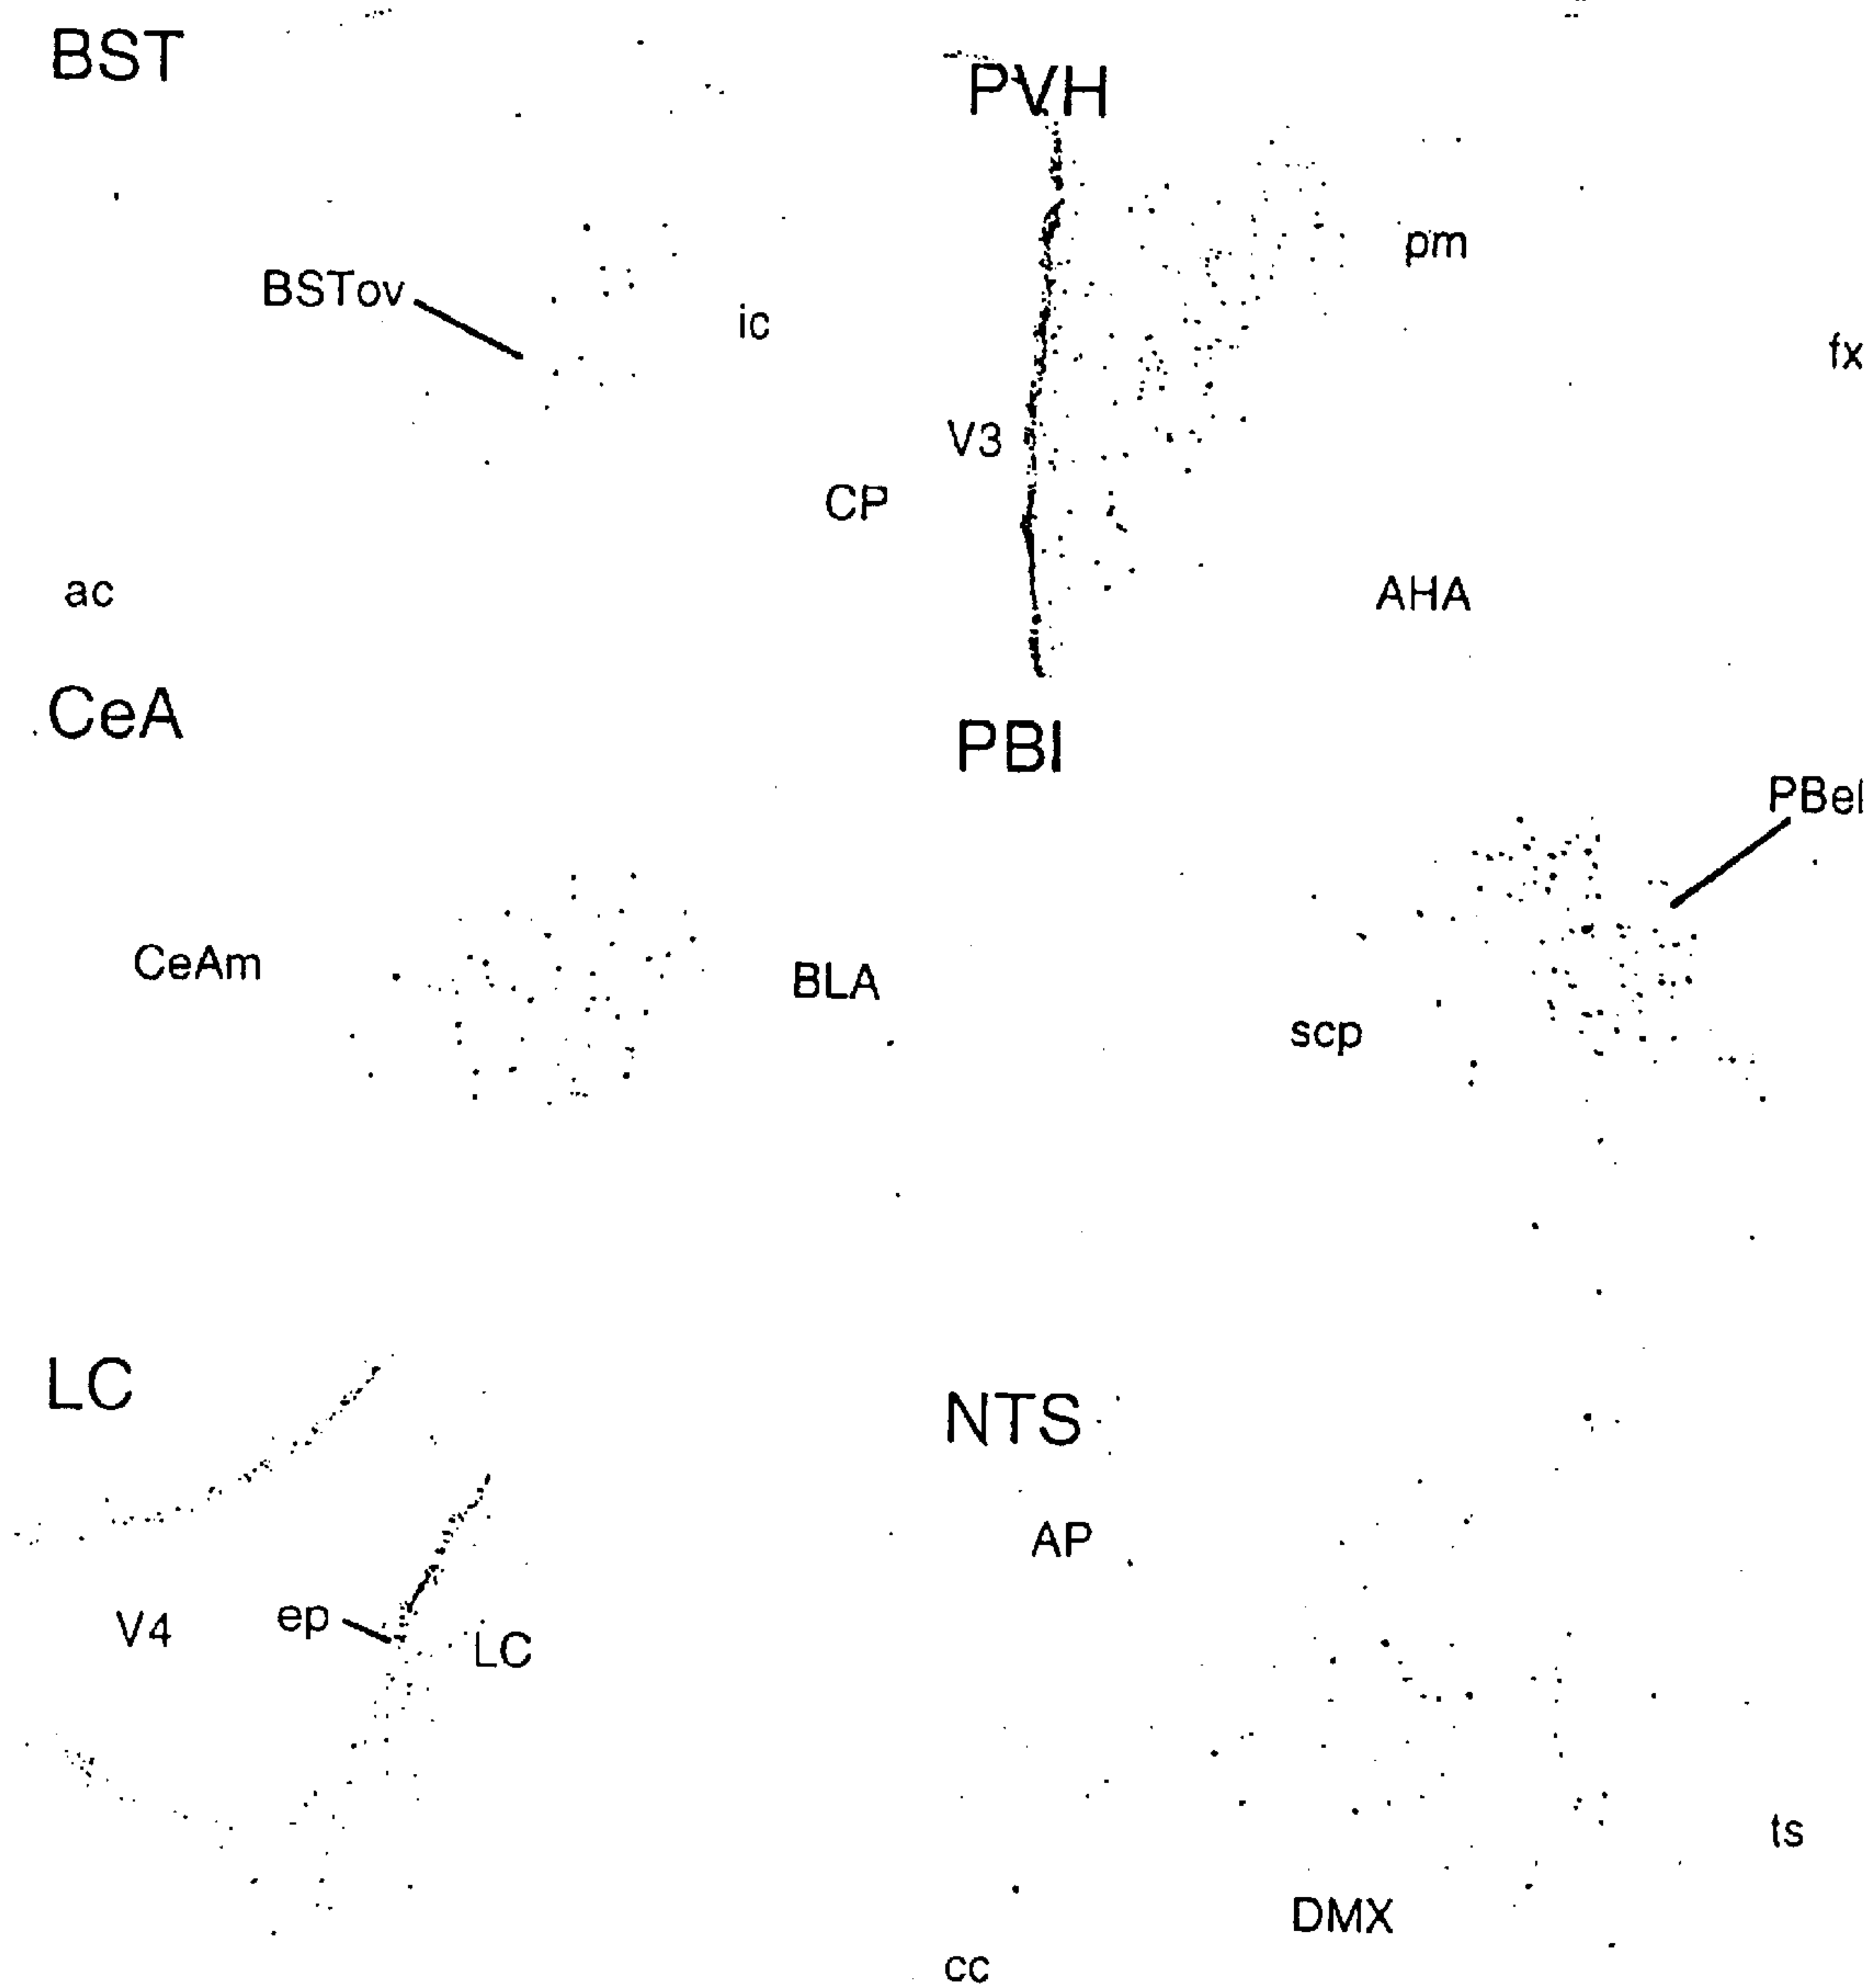 BST
BSTov
ic
CP
ac
PVH
pm
fx
V3
AHA
CeA
CeAm
BLA
PBl
PBel
scp
LC
V4
ep
LC
NTS
AP
ts
DMX
cc